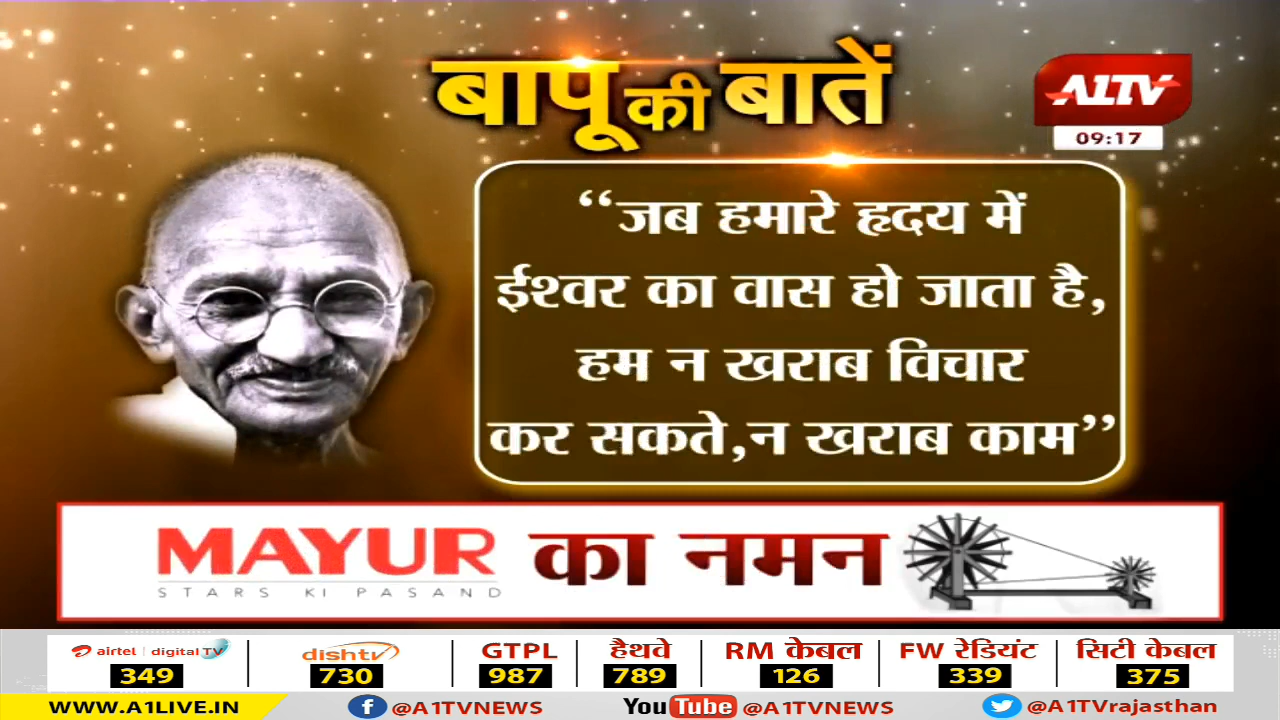 बापू की बातें
A1TV
09:17
“जब हमारे हृदय में
ईश्वर का वास हो जाता है,
हम न खराब विचार
कर सकते,न खराब काम”
MAYUR का नमन
STARS KI PASAND
airtel digital TV dishtv GTPL हैथवे RM केबल FW रेडियंट सिटी केबल
349 730 987 789 126 339 375
WWW.A1LIVE.IN @A1TVNEWS YouTube @A1TVNEWS @A1TVrajasthan